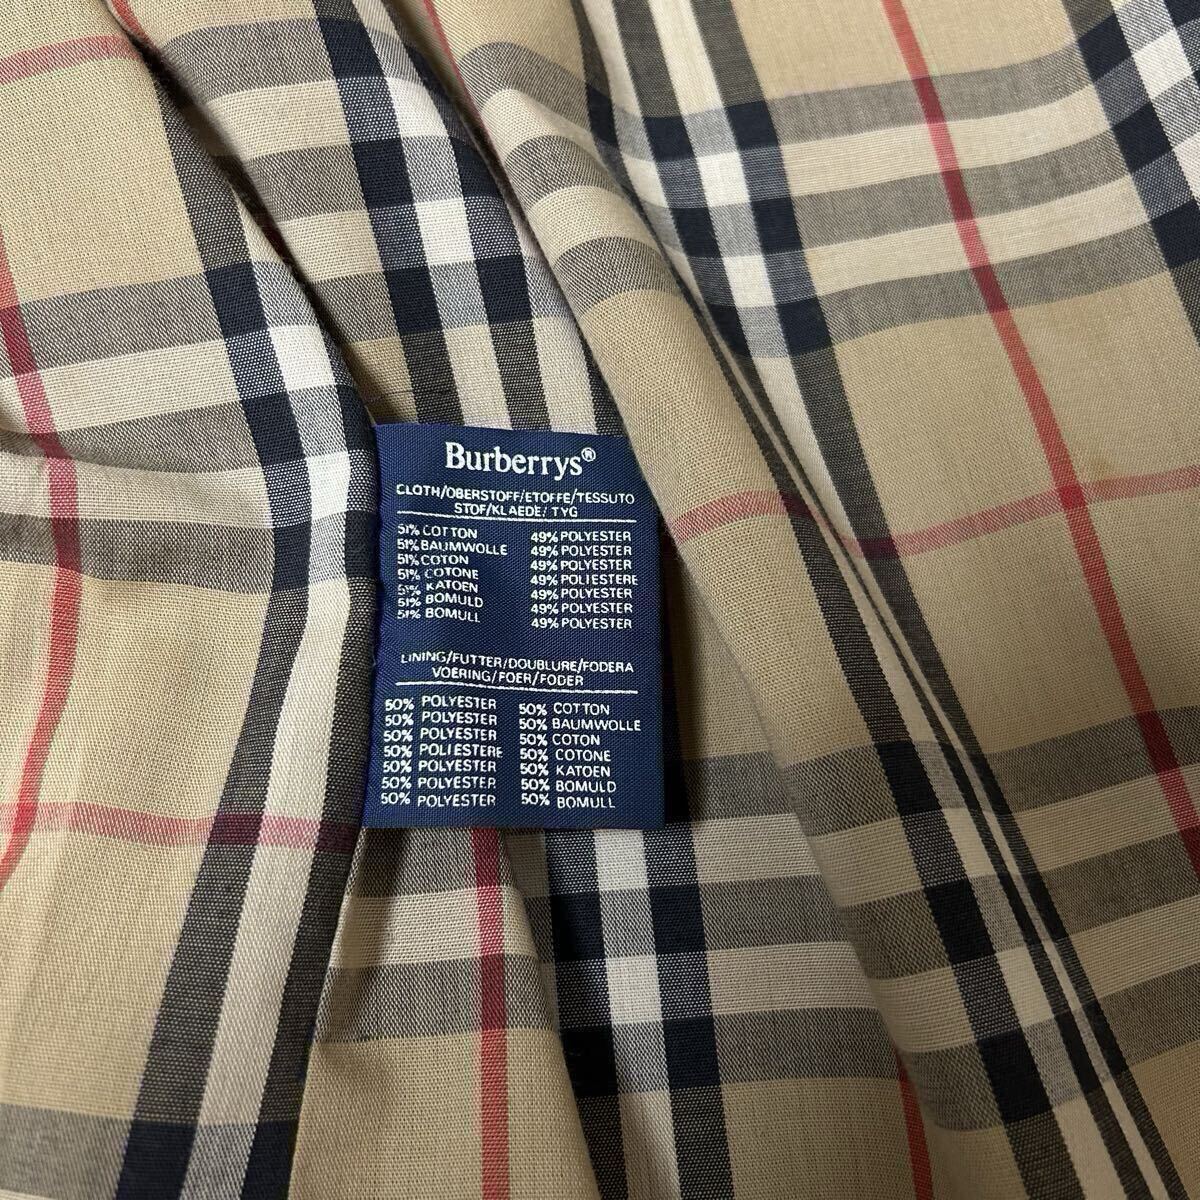 Burberrys®
CLOTH/OBERSTOFF/ETOFFE/TESSUTO
STOF/KLAEDE/TYG
51% COTTON 49% POLYESTER
51% BAUMWOLLE 49% POLYESTER
51% COTON 49% POLYESTER
51% COTONE 49% POLIESTERE
51% KATOEN 49% POLYESTER
51% BOMULD 49% POLYESTER
51% BOMULL 49% POLYESTER
LINING/FUTTER/DOUBLURE/FODERA
VOERING/FOER/FODER
50% POLYESTER 50% COTTON
50% POLYESTER 50% BAUMWOLLE
50% POLYESTER 50% COTON
50% POLIESTERE 50% COTONE
50% POLYESTER 50% KATOEN
50% POLYESTER 50% BOMULD
50% POLYESTER 50% BOMULL